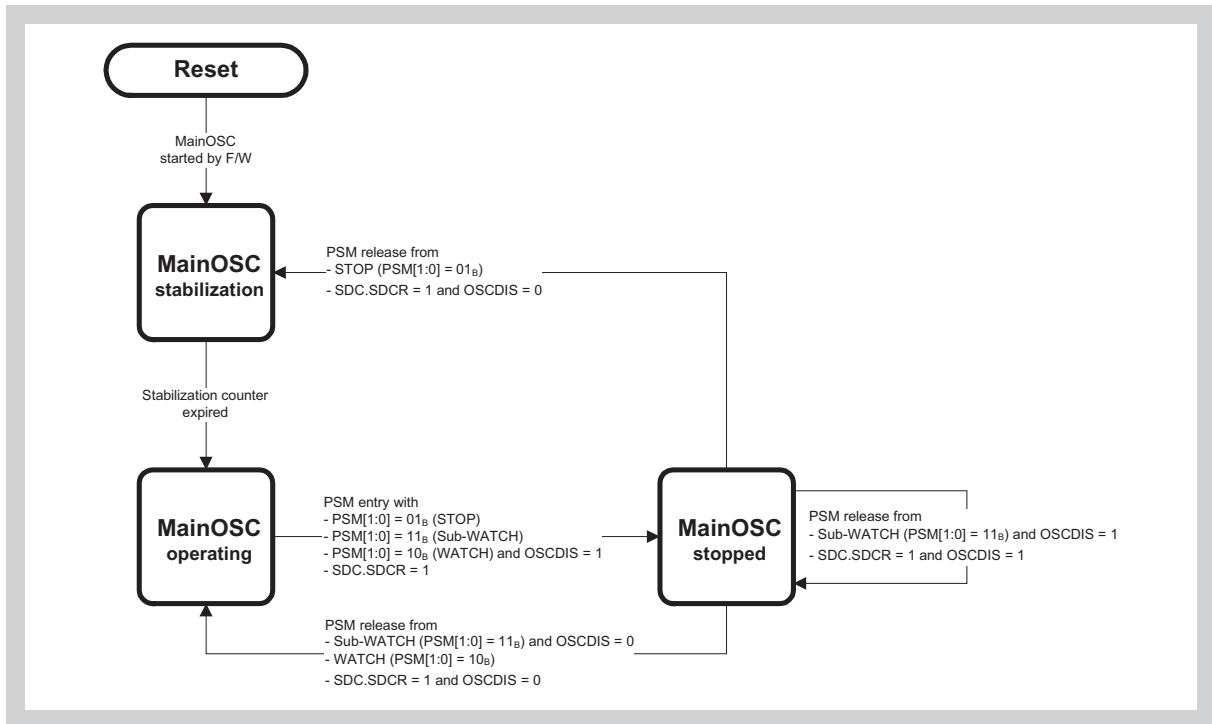 Reset
MainOSC
started by F/W
MainOSC
stabilization
PSM release from
- STOP (PSM[1:0] = 01B)
- SDC.SDCR = 1 and OSCDIS = 0
Stabilization counter
expired
MainOSC
operating
PSM entry with
- PSM[1:0] = 01B (STOP)
- PSM[1:0] = 11B (Sub-WATCH)
- PSM[1:0] = 10B (WATCH) and OSCDIS = 1
- SDC.SDCR = 1
MainOSC
stopped
PSM release from
- Sub-WATCH (PSM[1:0] = 11B) and OSCDIS = 1
- SDC.SDCR = 1 and OSCDIS = 1
PSM release from
- Sub-WATCH (PSM[1:0] = 11B) and OSCDIS = 0
- WATCH (PSM[1:0] = 10B)
- SDC.SDCR = 1 and OSCDIS = 0